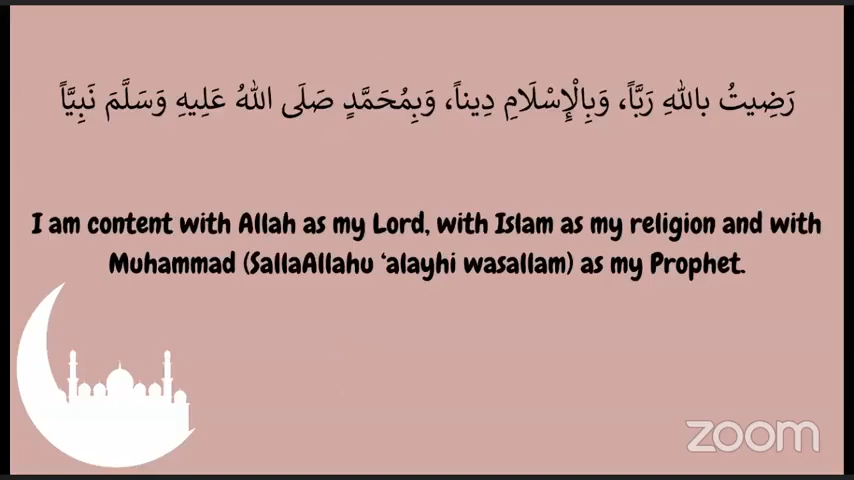 رَضِيتُ بِاللهِ رَبَّاً، وَبِالْإِسْلَامِ دِيناً، وَبِمُحَمَّدٍ صَلَى اللهُ عَلِيهِ وَسَلَّمَ نَبِيَّاً
I am content with Allah as my Lord, with Islam as my religion and with
Muhammad (SallaAllahu ‘alayhi wasallam) as my Prophet.
zoom